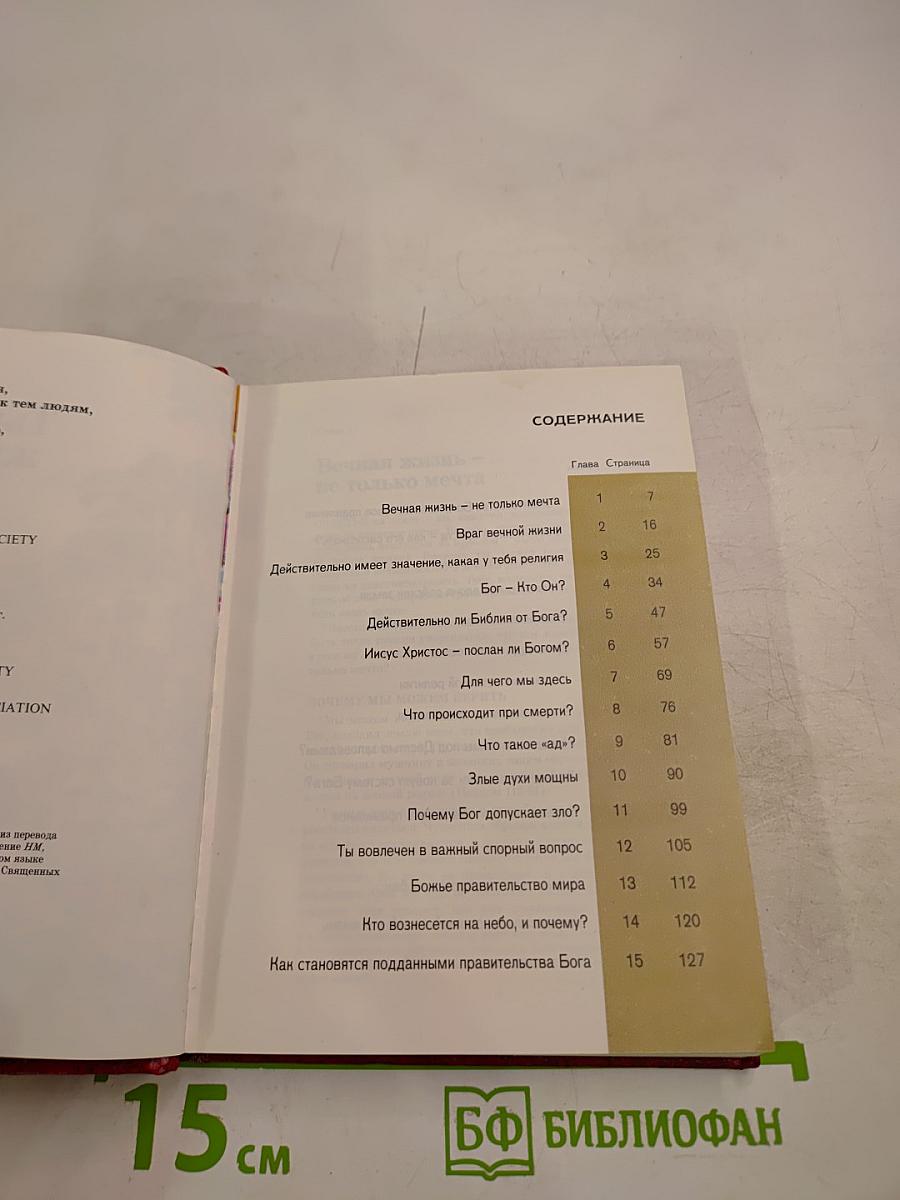 я,
к тем людям,
,
CIETY
г.
TY
CIATION
из перевода
ение НМ,
ом языке
Священных
СОДЕРЖАНИЕ
Глава Страница
Вечная жизнь – не только мечта 1 7
Враг вечной жизни 2 16
Действительно имеет значение, какая у тебя религия 3 25
Бог – Кто Он? 4 34
Действительно ли Библия от Бога? 5 47
Иисус Христос – послан ли Богом? 6 57
Для чего мы здесь 7 69
Что происходит при смерти? 8 76
Что такое «ад»? 9 81
Злые духи мощны 10 90
Почему Бог допускает зло? 11 99
Ты вовлечен в важный спорный вопрос 12 105
Божье правительство мира 13 112
Кто вознесется на небо, и почему? 14 120
Как становятся подданными правительства Бога 15 127
15 см
БФ БИБЛИОФАН